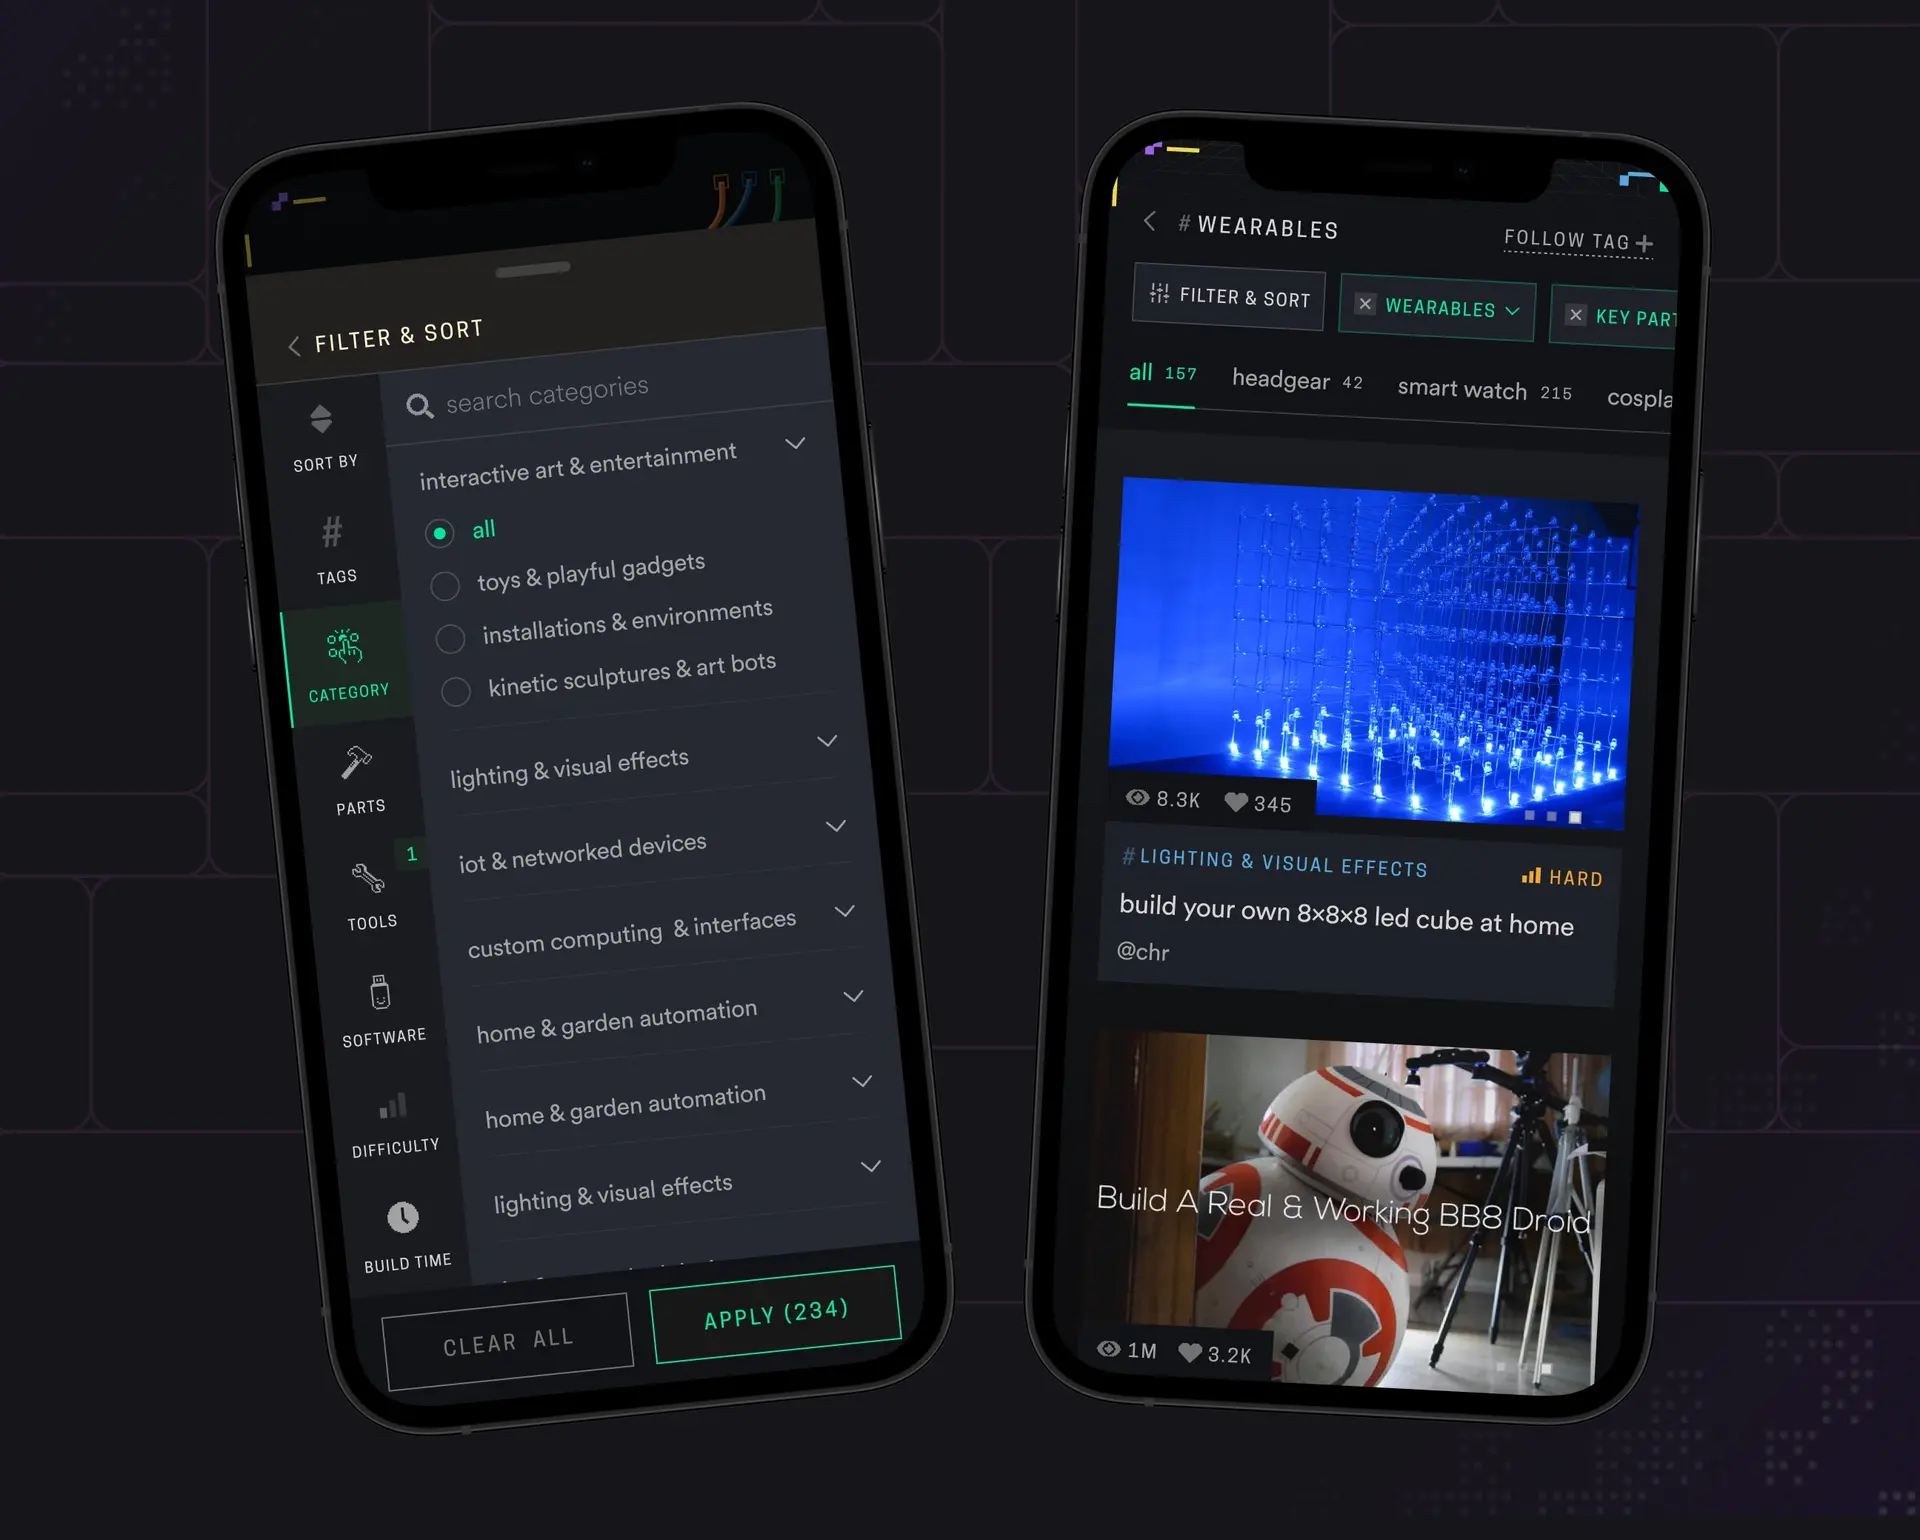 FILTER & SORT
search categories
SORT BY
# TAGS
CATEGORY
PARTS
1
TOOLS
SOFTWARE
DIFFICULTY
BUILD TIME
interactive art & entertainment
all
toys & playful gadgets
installations & environments
kinetic sculptures & art bots
lighting & visual effects
iot & networked devices
custom computing & interfaces
home & garden automation
home & garden automation
lighting & visual effects
CLEAR ALL
APPLY (234)
#WEARABLES
FOLLOW TAG+
FILTER & SORT
WEARABLES
KEY PART
all 157
headgear 42
smart watch 215
cospla
8.3K
345
#LIGHTING & VISUAL EFFECTS
HARD
build your own 8×8×8 led cube at home
@chr
Build A Real & Working BB8 Droid
1M
3.2K